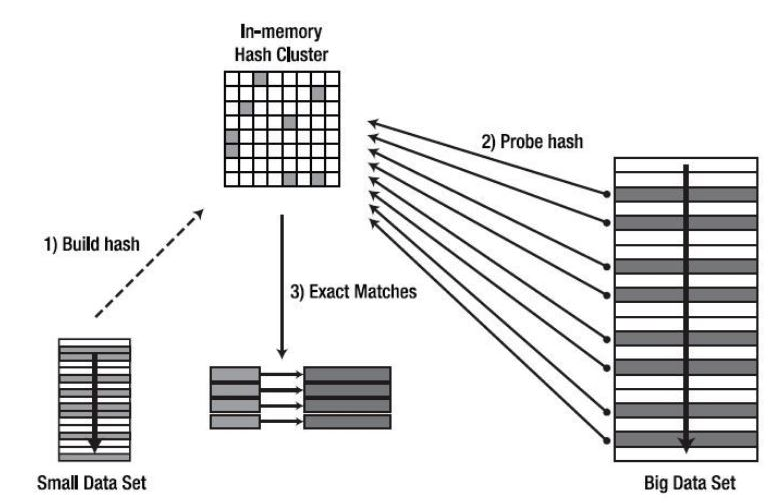 In-memory
Hash Cluster
2) Probe hash
1) Build hash
3) Exact Matches
Small Data Set
Big Data Set